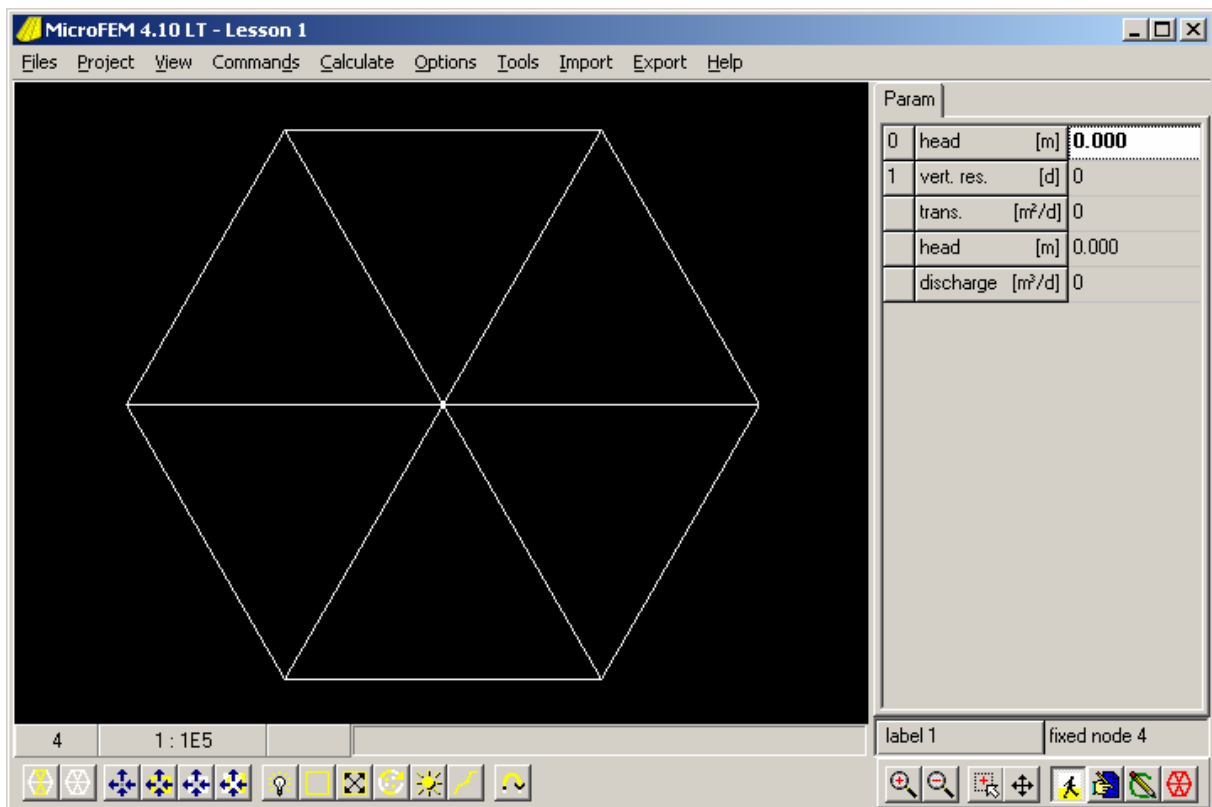 MicroFEM 4.10 LT - Lesson 1
Files Project View Commands Calculate Options Tools Import Export Help
Param
0 head [m] 0.000
1 vert. res. [d] 0
trans. [m²/d] 0
head [m] 0.000
discharge [m³/d] 0
4 1 : 1E5 label 1 fixed node 4